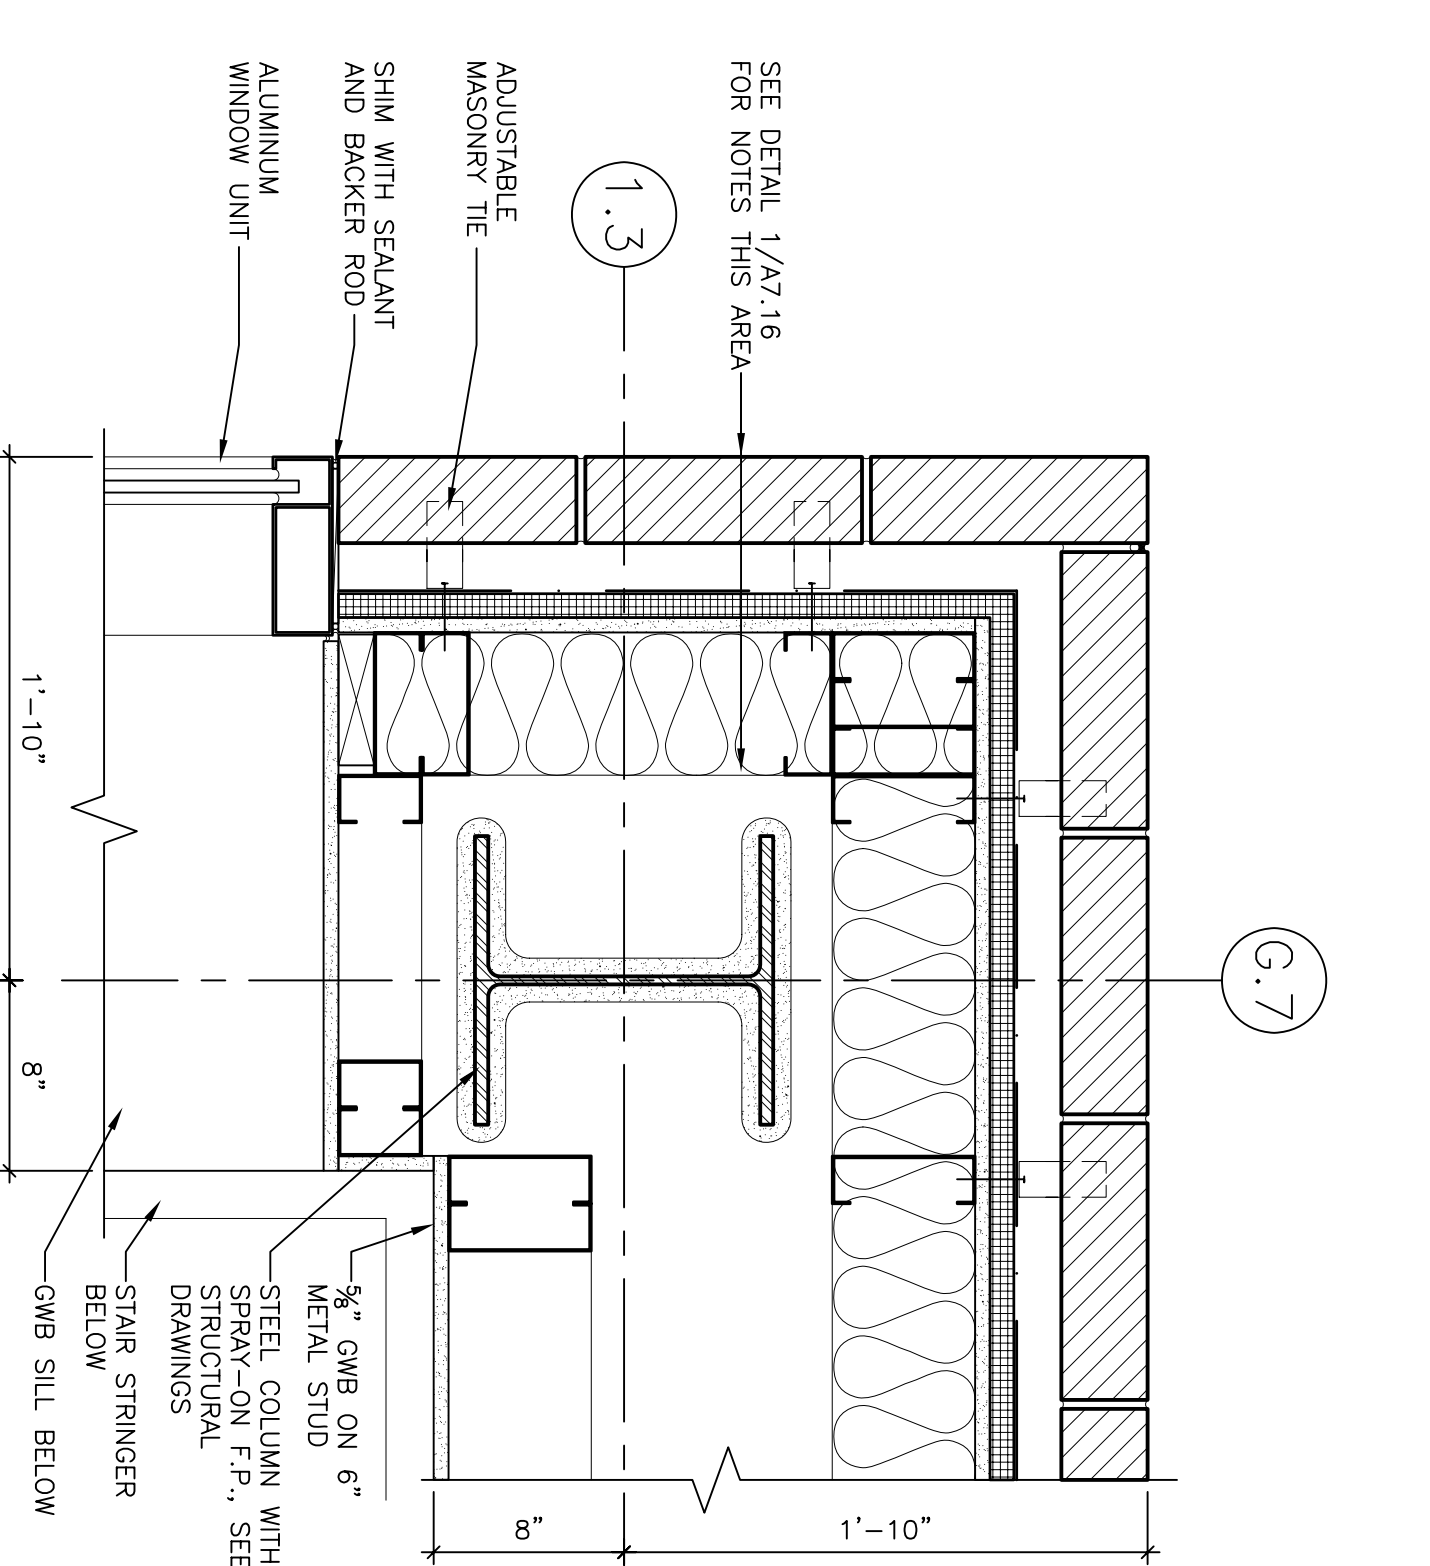 SEE DETAIL 1/A7.16
FOR NOTES THIS AREA
1.3
ADJUSTABLE
MASONRY TIE
SHIM WITH SEALANT
AND BACKER ROD
ALUMINUM
WINDOW UNIT
G.7
1'-10"
8"
5/8" GWB ON 6"
METAL STUD
STEEL COLUMN WITH
SPRAY-ON F.P., SEE
STRUCTURAL
DRAWINGS
STAIR STRINGER
BELOW
GWB SILL BELOW
8"
1'-10"